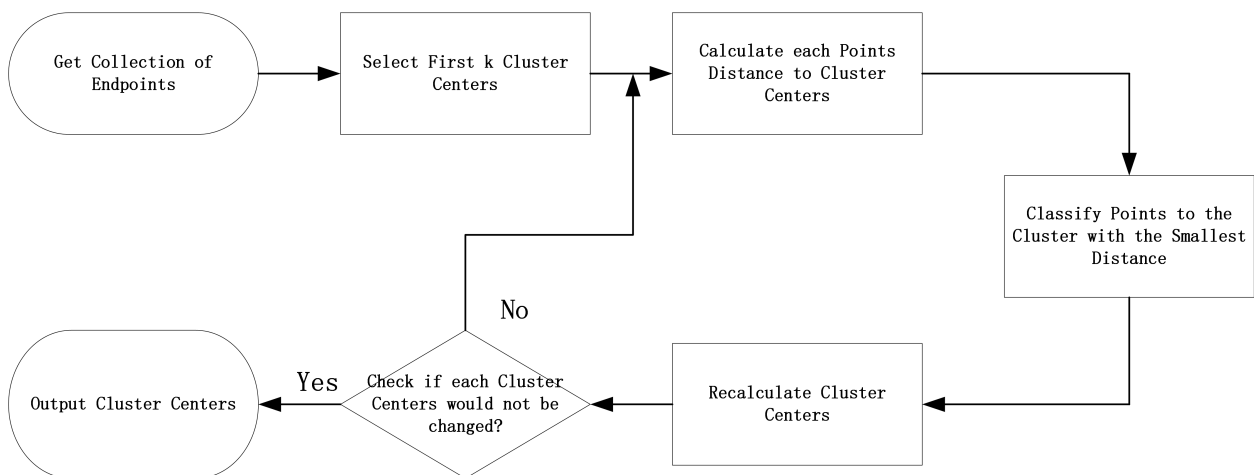 Get Collection of
Endpoints
Select First k Cluster
Centers
Calculate each Points
Distance to Cluster
Centers
Classify Points to the
Cluster with the Smallest
Distance
Recalculate Cluster
Centers
Check if each Cluster
Centers would not be
changed?
No
Yes
Output Cluster Centers